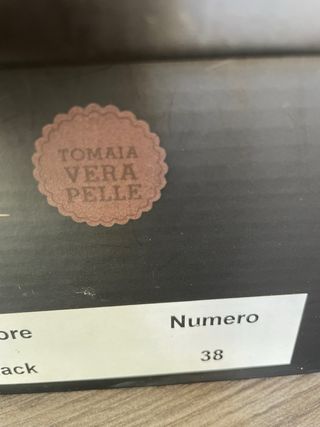 TOMAIA
VERA
PELLE
ore Numero
ack 38